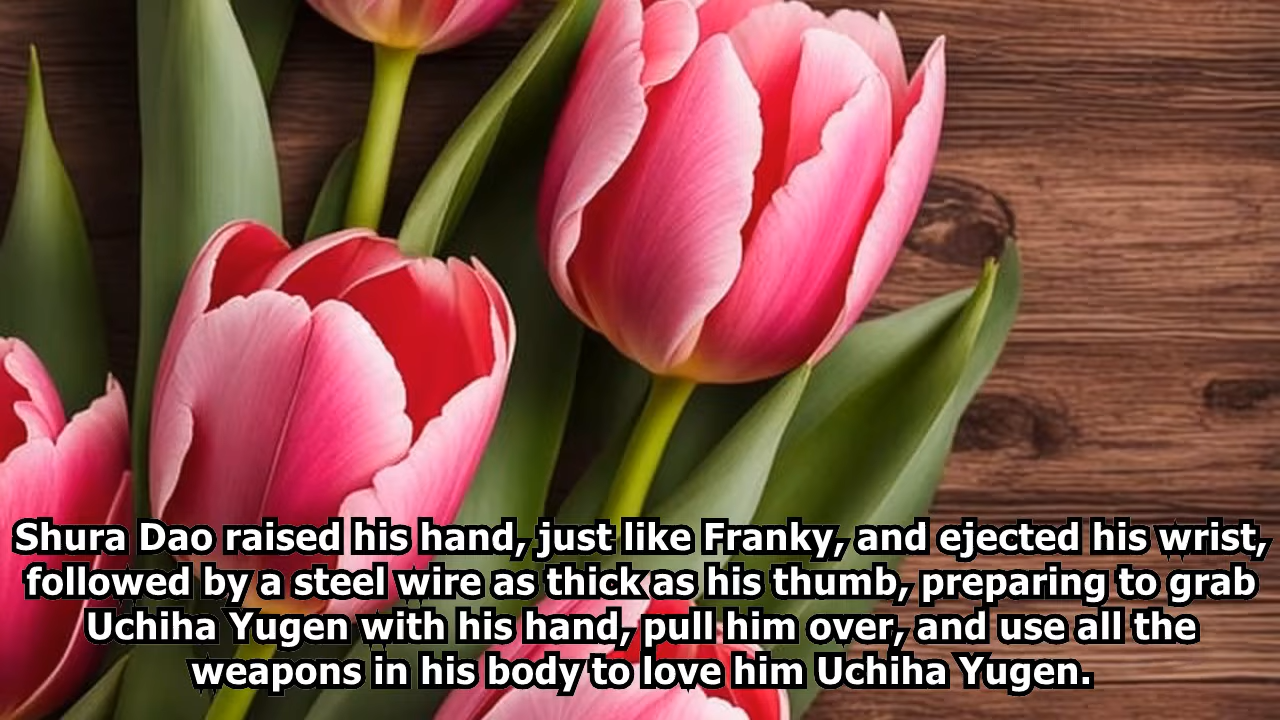 Shura Dao raised his hand, just like Franky, and ejected his wrist,
followed by a steel wire as thick as his thumb, preparing to grab
Uchiha Yugen with his hand, pull him over, and use all the
weapons in his body to love him Uchiha Yugen.